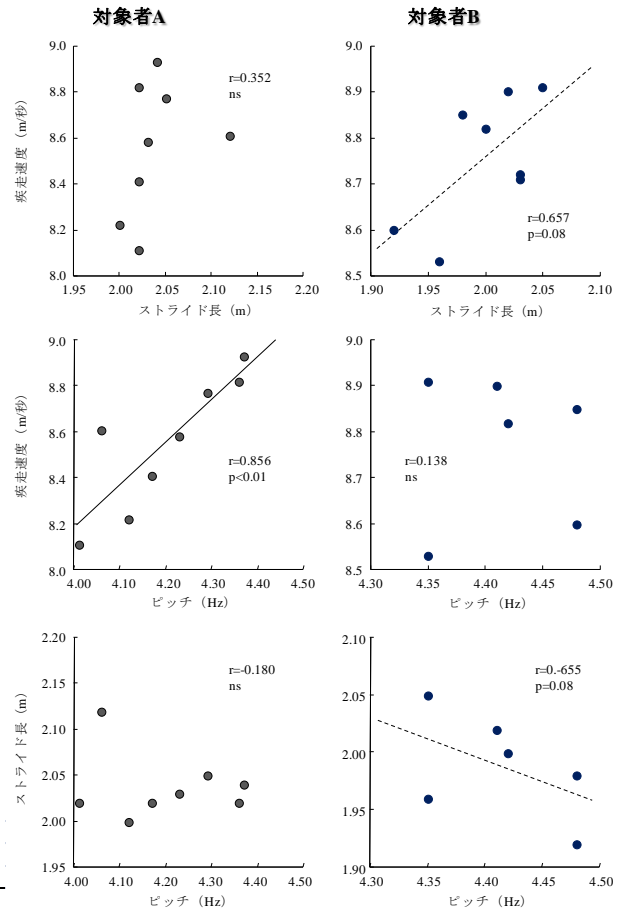 対象者A
対象者B
9.0
8.8
8.6
8.4
8.2
8.0
疾走速度（m/秒）
r=0.352
ns
1.95
2.00
2.05
2.10
2.15
2.20
ストライド長（m）
9.0
8.9
8.8
8.7
8.6
8.5
r=0.657
p=0.08
1.90
1.95
2.00
2.05
2.10
ストライド長（m）
9.0
8.8
8.6
8.4
8.2
8.0
疾走速度（m/秒）
r=0.856
p<0.01
4.00
4.10
4.20
4.30
4.40
4.50
ピッチ（Hz）
9.0
8.9
8.8
8.7
8.6
8.5
r=0.138
ns
4.30
4.35
4.40
4.45
4.50
ピッチ（Hz）
2.20
2.15
2.10
2.05
2.00
1.95
ストライド長（m）
r=-0.180
ns
4.00
4.10
4.20
4.30
4.40
4.50
ピッチ（Hz）
2.10
2.05
2.00
1.95
1.90
r=0.-655
p=0.08
4.30
4.35
4.40
4.45
4.50
ピッチ（Hz）